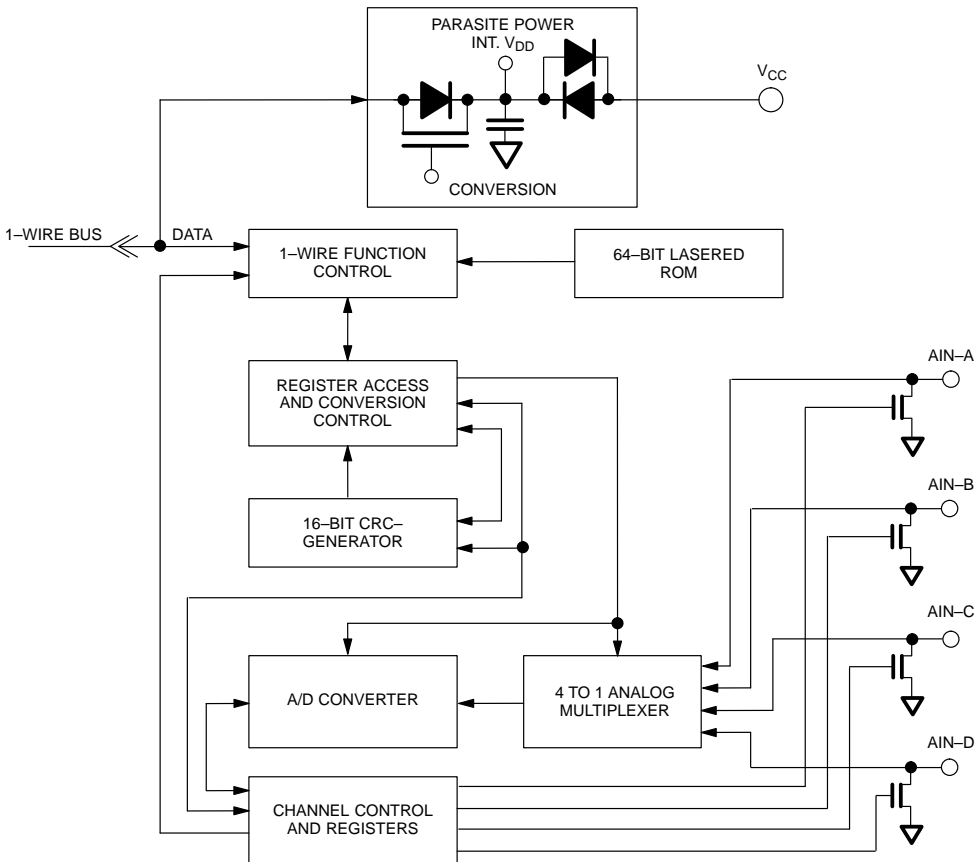 PARASITE POWER
INT. VDD
VCC
CONVERSION
1–WIRE BUS
DATA
1–WIRE FUNCTION
CONTROL
64–BIT LASERED
ROM
REGISTER ACCESS
AND CONVERSION
CONTROL
AIN–A
16–BIT CRC–
GENERATOR
AIN–B
AIN–C
A/D CONVERTER
4 TO 1 ANALOG
MULTIPLEXER
AIN–D
CHANNEL CONTROL
AND REGISTERS